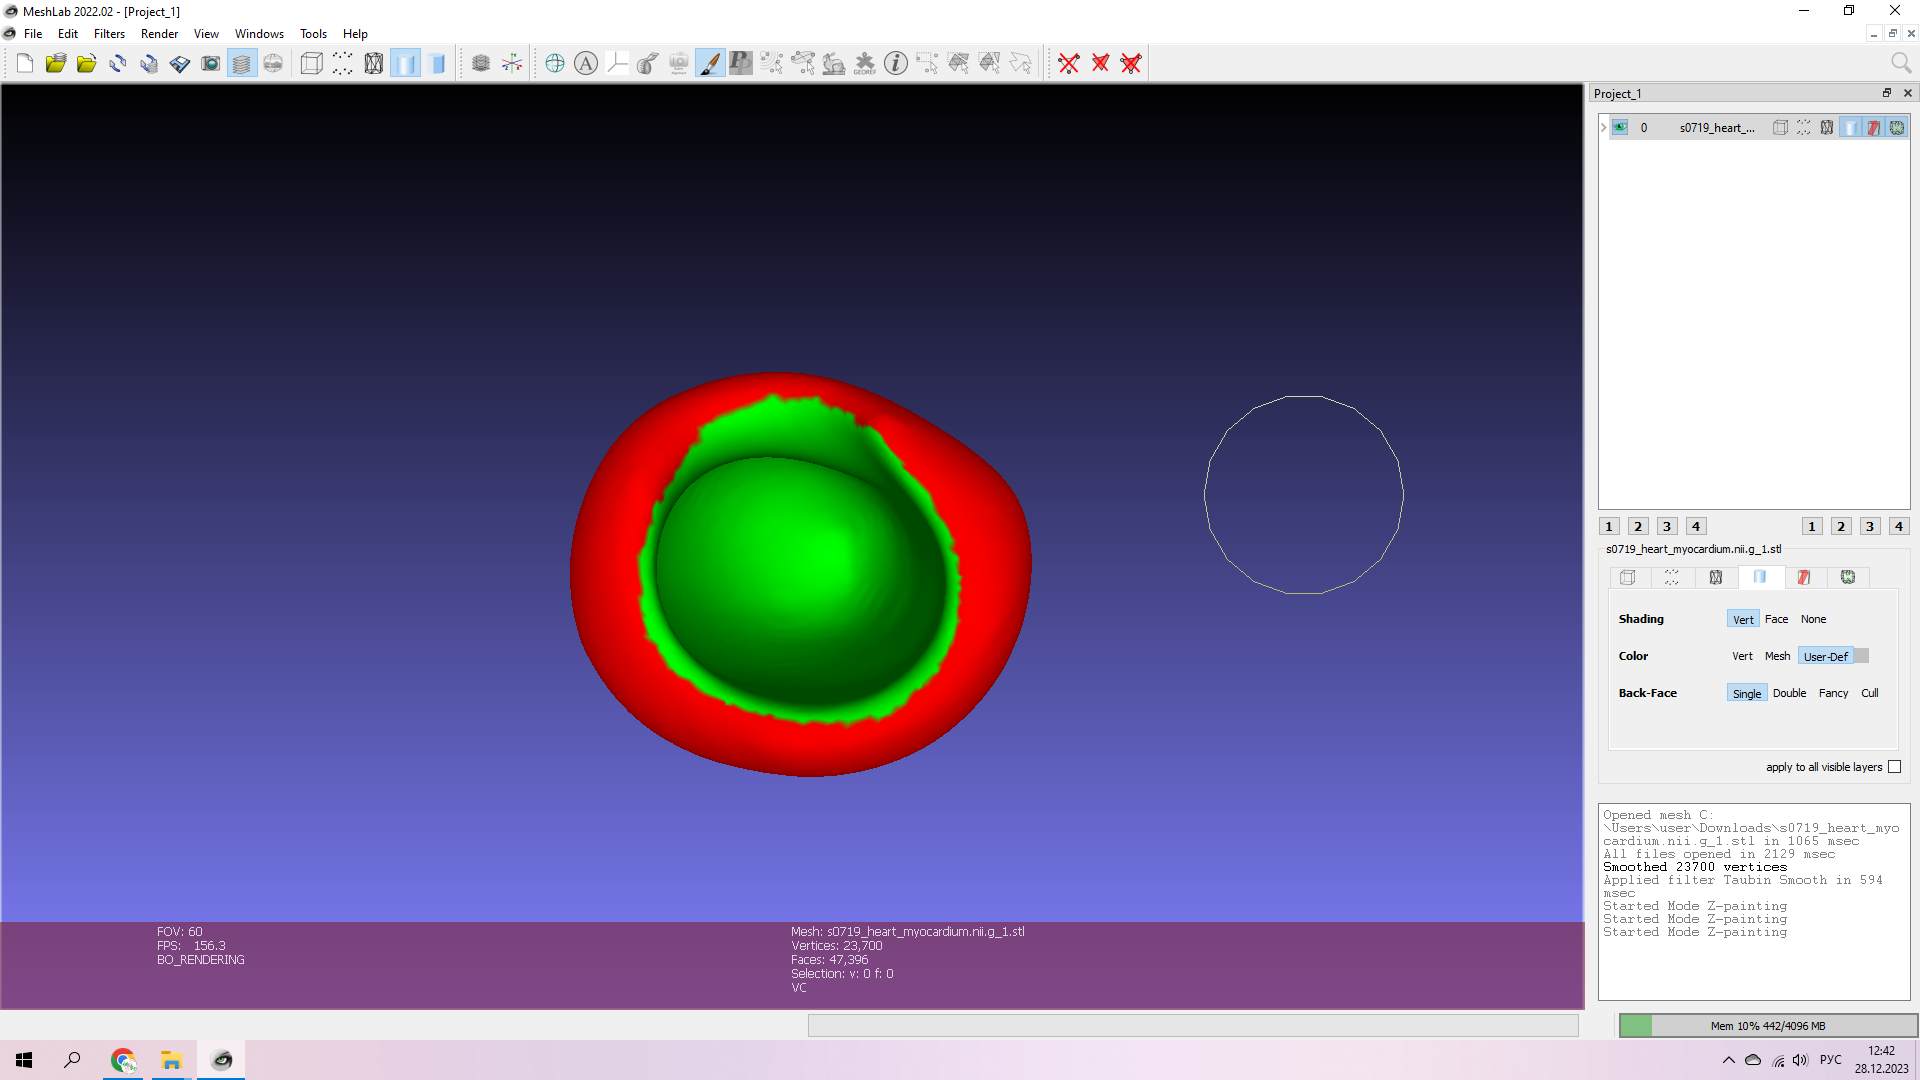 MeshLab 2022.02 - [Project_1]
File Edit Filters Render View Windows Tools Help
A
GEOREF
Project_1
0 s0719_heart_...
1 2 3 4 1 2 3 4
s0719_heart_myocardium.nii.g_1.stl
Shading Vert Face None
Color Vert Mesh User-Def
Back-Face Single Double Fancy Cull
apply to all visible layers
Opened mesh C:
\Users\user\Downloads\s0719_heart_myo
cardium.nii.g_1.stl in 1065 msec
All files opened in 2129 msec
Smoothed 23700 vertices
Applied filter Taubin Smooth in 594
msec
Started Mode Z-painting
Started Mode Z-painting
Started Mode Z-painting
FOV: 60
FPS: 156.3
BO_RENDERING
Mesh: s0719_heart_myocardium.nii.g_1.stl
Vertices: 23,700
Faces: 47,396
Selection: v: 0 f: 0
VC
Mem 10% 442/4096 MB
РУС
12:42
28.12.2023